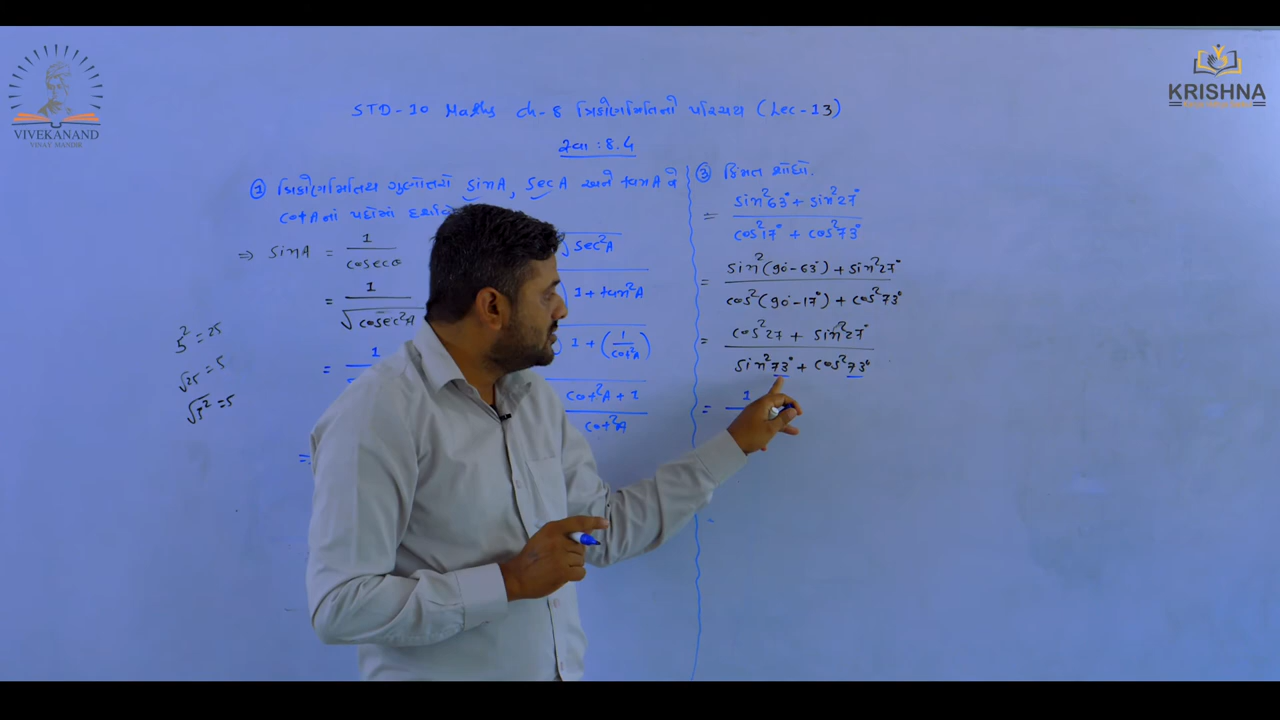 VIVEKANAND
VINAY MANDIR
KRISHNA
STD-10 Maths ch-8 ત્રિકોણમિતિનો પરિચય (Lec-13)
સ્વા : 8.4
① ત્રિકોણમિતિય ગુણોત્તરો sinA, SecA અને tanA ને
cotA નાં પદોમાં દર્શાવો
⇒ sinA = 1 / cosecθ
= 1 / √cosec²A
= 1
5² = 25
√25 = 5
√5² = 5
√sec²A
1 + tan²A
1 + (1 / cot²A)
cot²A + 1 / cot²A
③ કિંમત શોધો.
= sin²63° + sin²27° / cos²17° + cos²73°
= sin²(90-63°) + sin²27° / cos²(90-17°) + cos²73°
= cos²27 + sin²27° / sin²73° + cos²73°
= 1